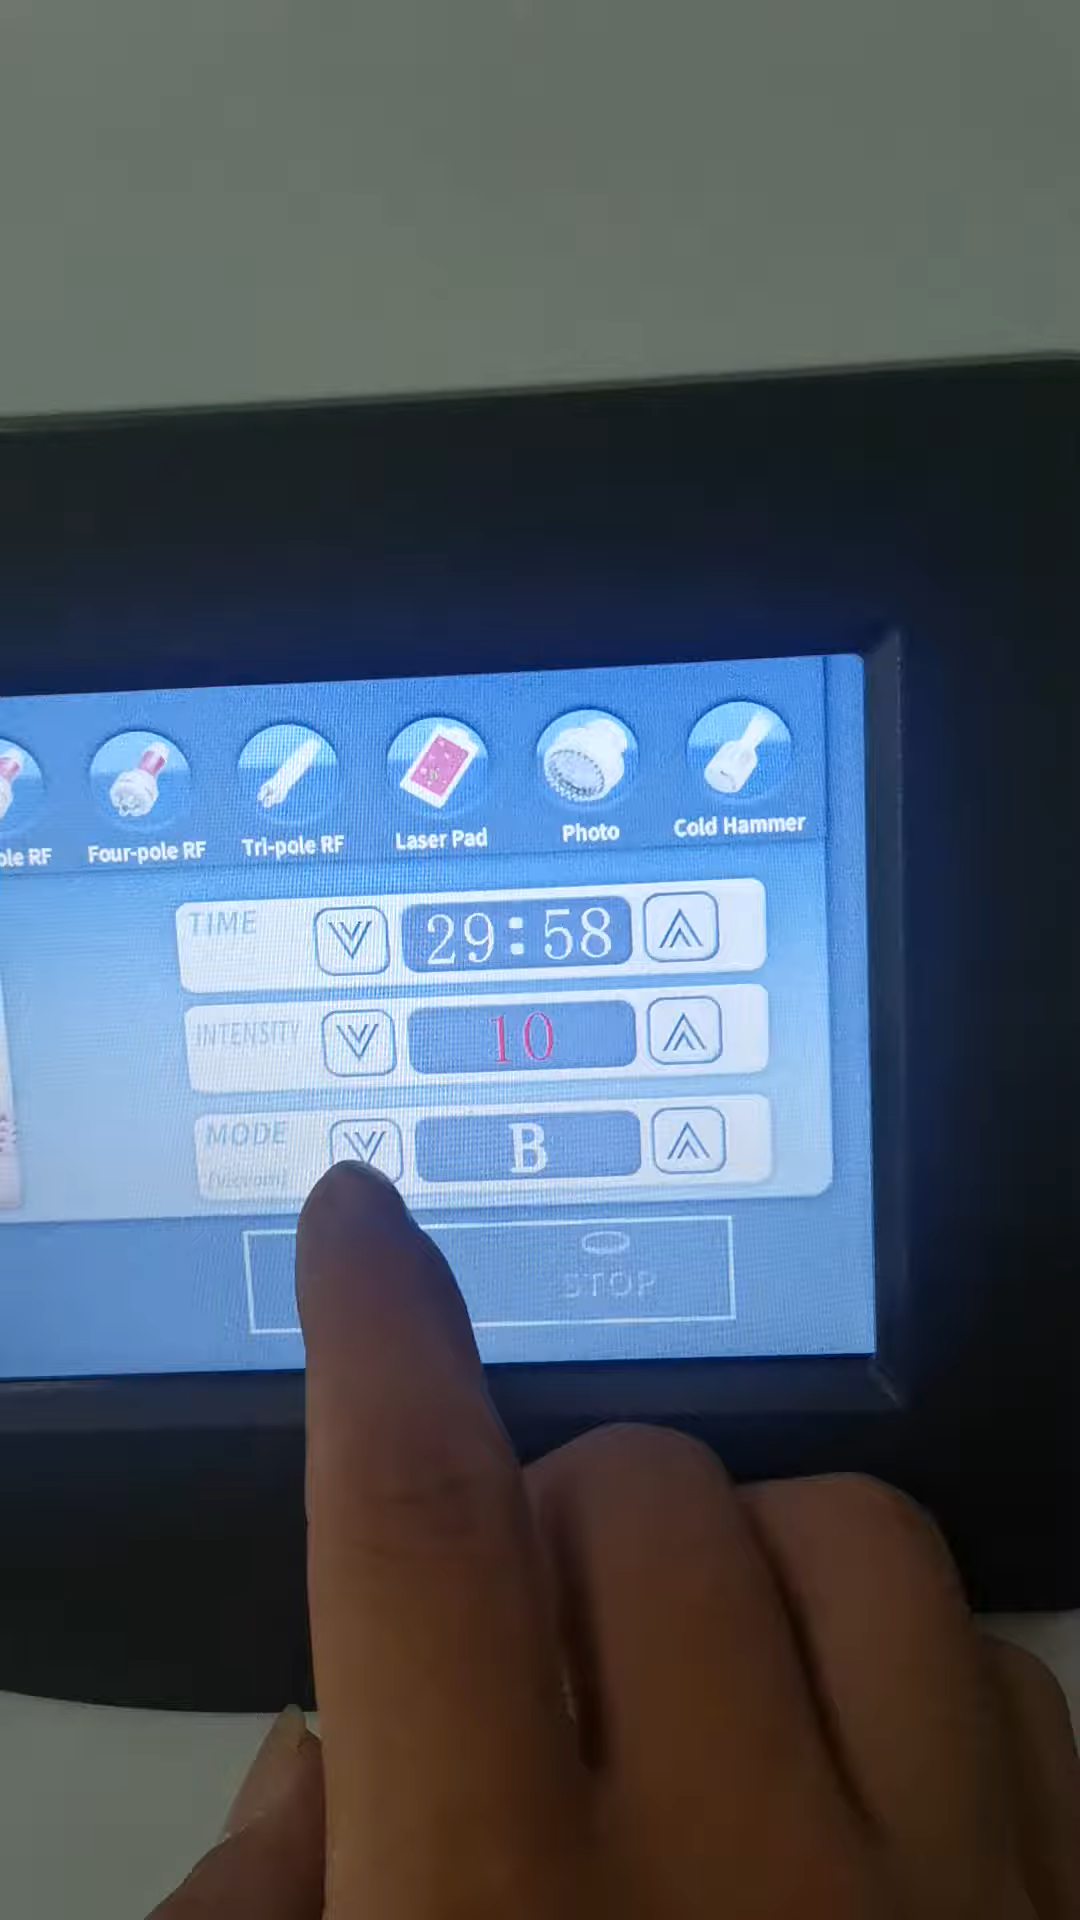 ole RF
Four-pole RF
Tri-pole RF
Laser Pad
Photo
Cold Hammer
TIME
29:58
INTENSITY
10
MODE
B
STOP